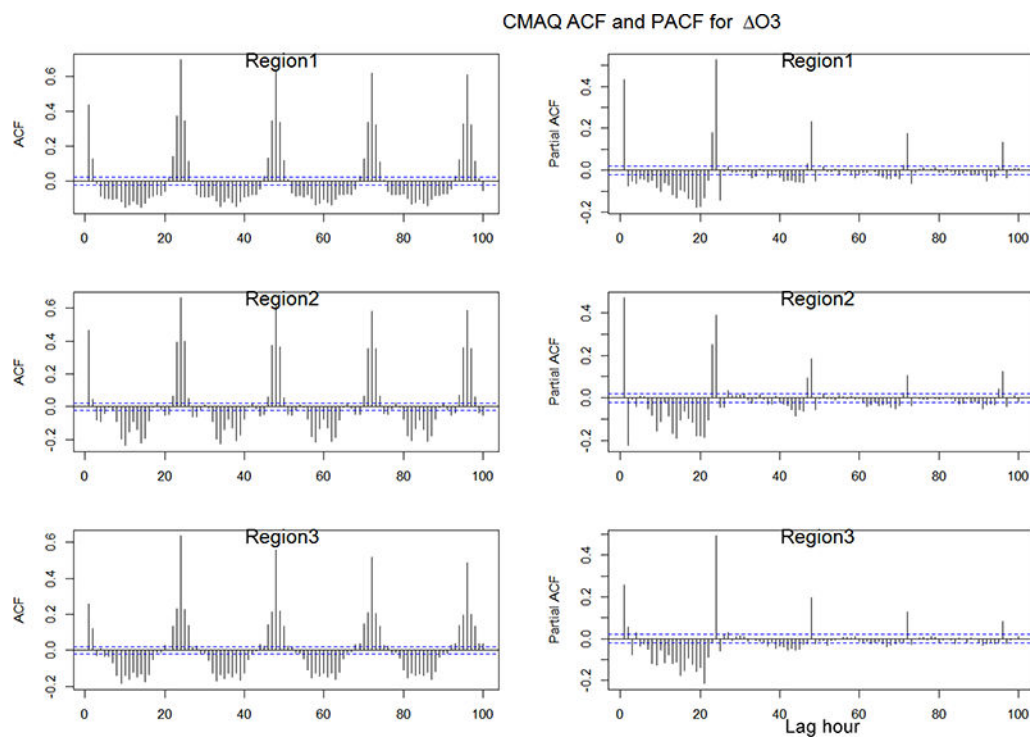 CMAQ ACF and PACF for ΔO3
Region1
ACF
0.0 0.2 0.4 0.6
0 20 40 60 80 100
Region1
Partial ACF
-0.2 0.0 0.2 0.4
0 20 40 60 80 100
Region2
ACF
-0.2 0.0 0.2 0.4 0.6
0 20 40 60 80 100
Region2
Partial ACF
-0.2 0.0 0.2 0.4
0 20 40 60 80 100
Region3
ACF
-0.2 0.0 0.2 0.4 0.6
0 20 40 60 80 100
Region3
Partial ACF
-0.2 0.0 0.2 0.4
0 20 40 60 80 100
Lag hour